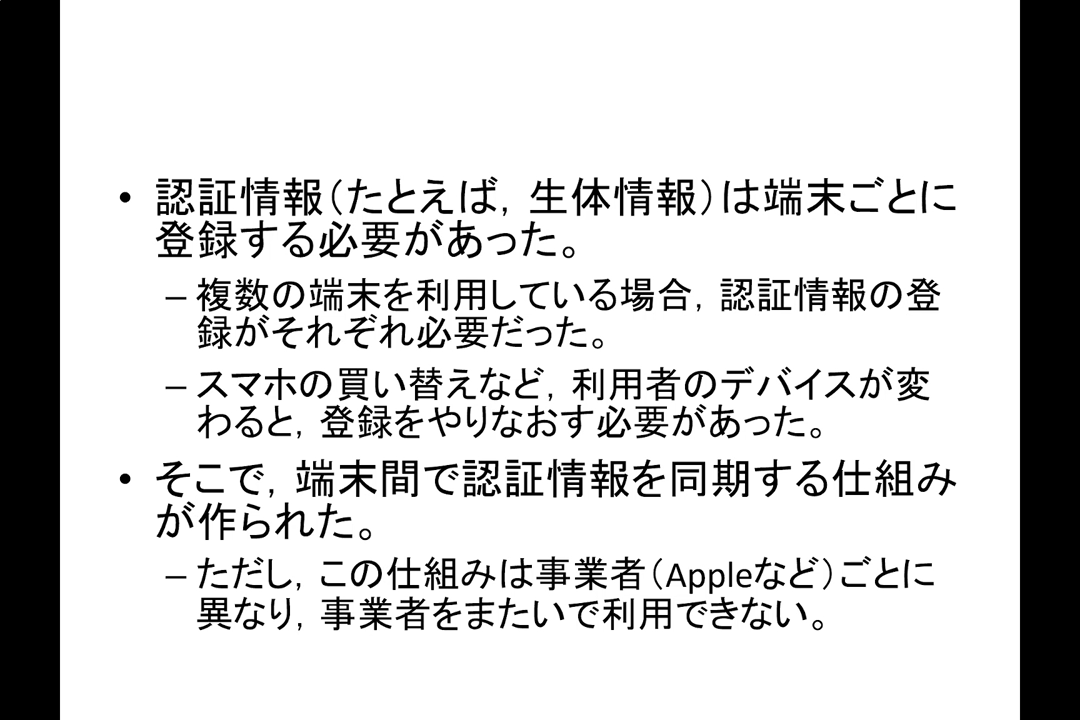 • 認証情報（たとえば，生体情報）は端末ごとに
登録する必要があった。
– 複数の端末を利用している場合，認証情報の登
録がそれぞれ必要だった。
– スマホの買い替えなど，利用者のデバイスが変
わると，登録をやりなおす必要があった。
• そこで，端末間で認証情報を同期する仕組み
が作られた。
– ただし，この仕組みは事業者（Appleなど）ごとに
異なり，事業者をまたいで利用できない。